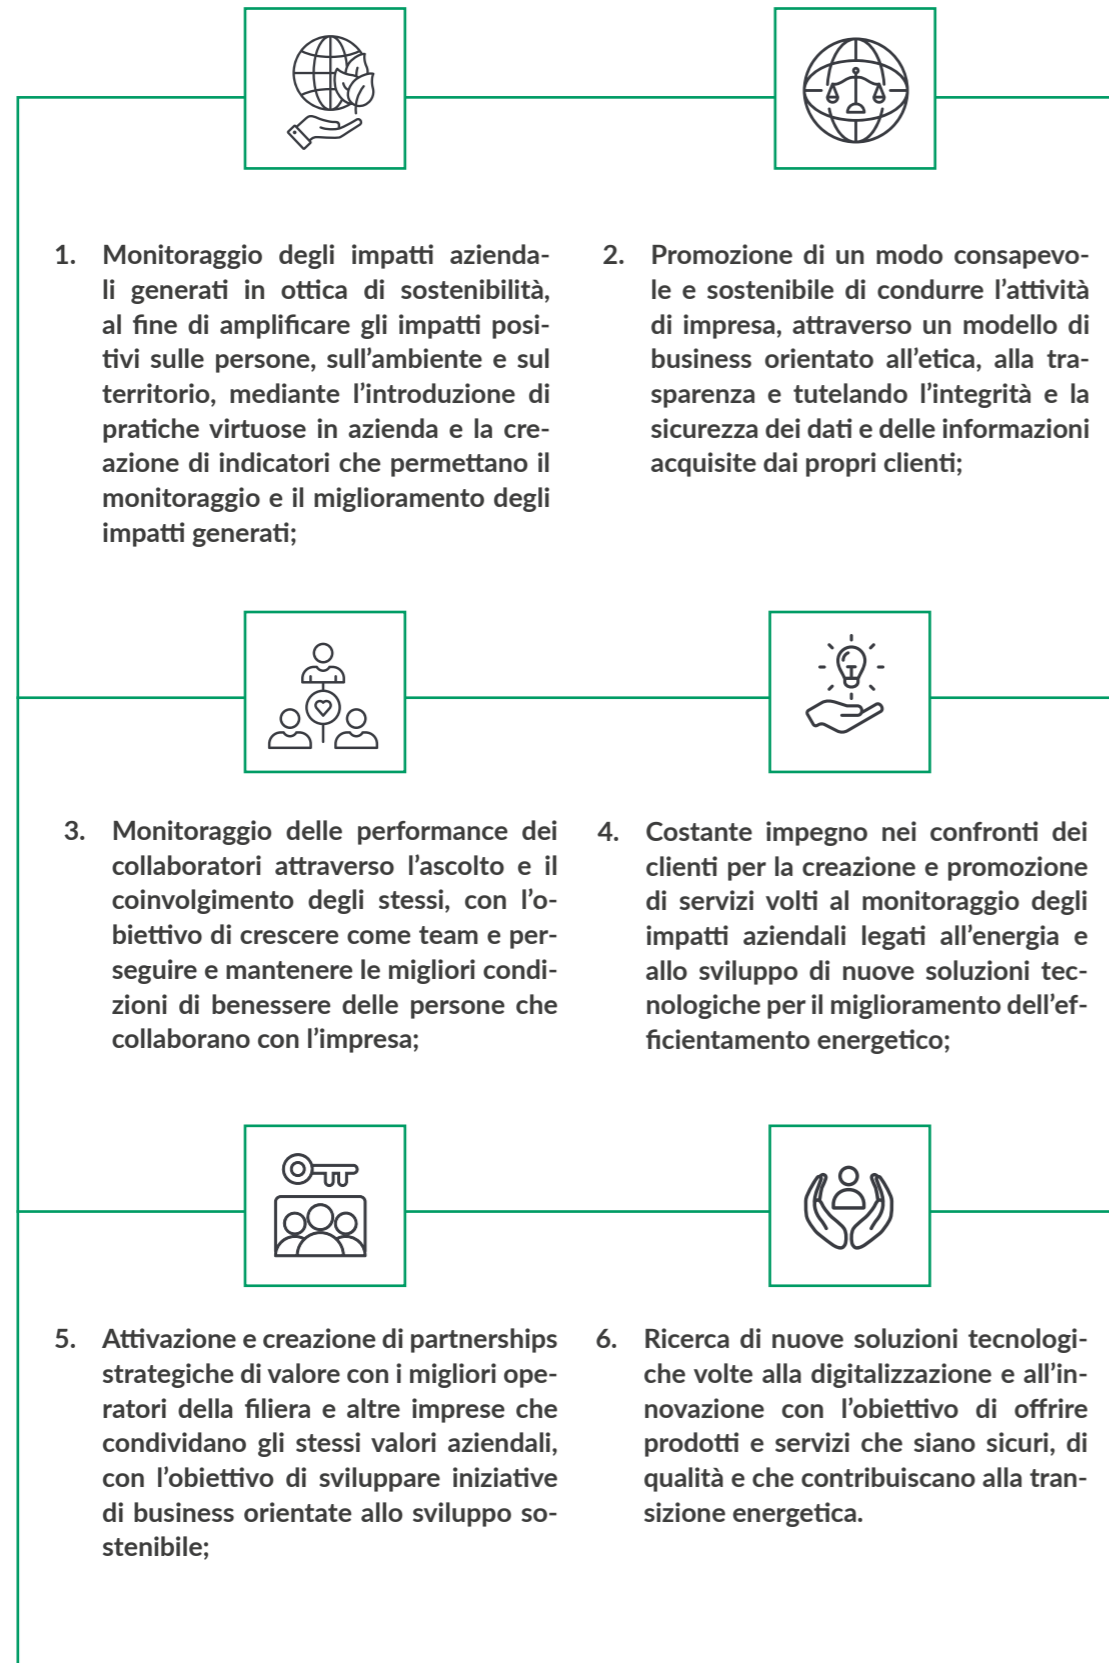 1. Monitoraggio degli impatti azienda-
li generati in ottica di sostenibilità,
al fine di amplificare gli impatti posi-
tivi sulle persone, sull’ambiente e sul
territorio, mediante l’introduzione di
pratiche virtuose in azienda e la cre-
azione di indicatori che permettano il
monitoraggio e il miglioramento degli
impatti generati;
2. Promozione di un modo consapevo-
le e sostenibile di condurre l’attività
di impresa, attraverso un modello di
business orientato all’etica, alla tra-
sparenza e tutelando l’integrità e la
sicurezza dei dati e delle informazioni
acquisite dai propri clienti;
3. Monitoraggio delle performance dei
collaboratori attraverso l’ascolto e il
coinvolgimento degli stessi, con l’o-
biettivo di crescere come team e per-
seguire e mantenere le migliori condi-
zioni di benessere delle persone che
collaborano con l’impresa;
4. Costante impegno nei confronti dei
clienti per la creazione e promozione
di servizi volti al monitoraggio degli
impatti aziendali legati all’energia e
allo sviluppo di nuove soluzioni tec-
nologiche per il miglioramento dell’ef-
ficientamento energetico;
5. Attivazione e creazione di partnerships
strategiche di valore con i migliori ope-
ratori della filiera e altre imprese che
condividano gli stessi valori aziendali,
con l’obiettivo di sviluppare iniziative
di business orientate allo sviluppo so-
stenibile;
6. Ricerca di nuove soluzioni tecnologi-
che volte alla digitalizzazione e all’in-
novazione con l’obiettivo di offrire
prodotti e servizi che siano sicuri, di
qualità e che contribuiscano alla tran-
sizione energetica.